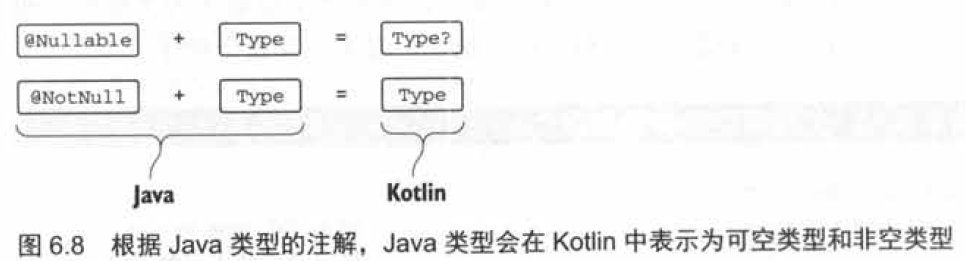 @Nullable + Type = Type?
@NotNull + Type = Type
Java Kotlin
图 6.8 根据 Java 类型的注解，Java 类型会在 Kotlin 中表示为可空类型和非空类型